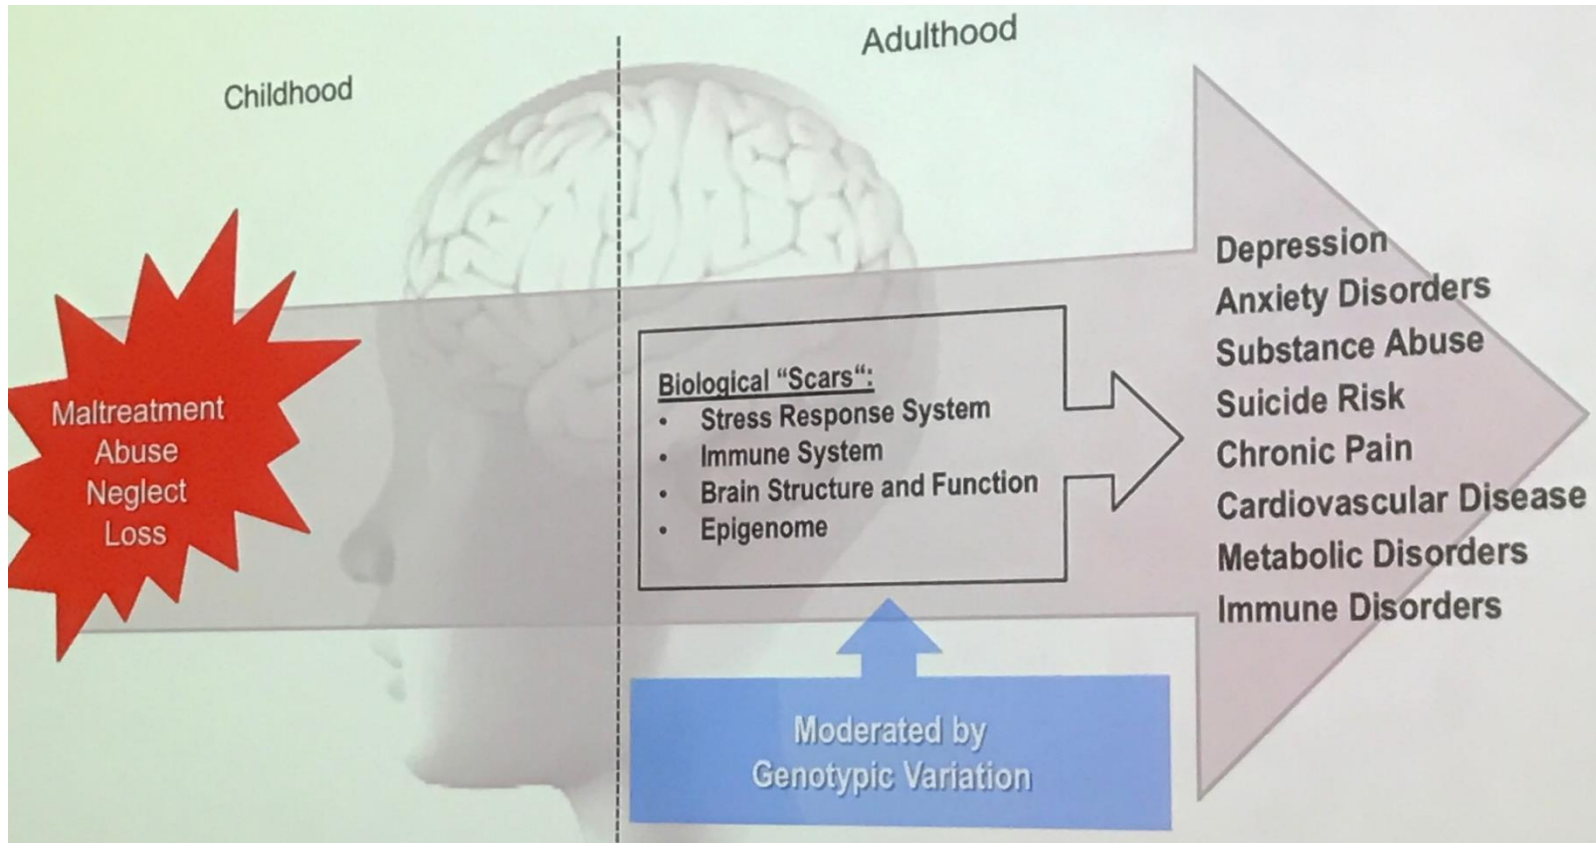 Childhood
Adulthood
Maltreatment
Abuse
Neglect
Loss
Biological “Scars“:
• Stress Response System
• Immune System
• Brain Structure and Function
• Epigenome
Moderated by
Genotypic Variation
Depression
Anxiety Disorders
Substance Abuse
Suicide Risk
Chronic Pain
Cardiovascular Disease
Metabolic Disorders
Immune Disorders